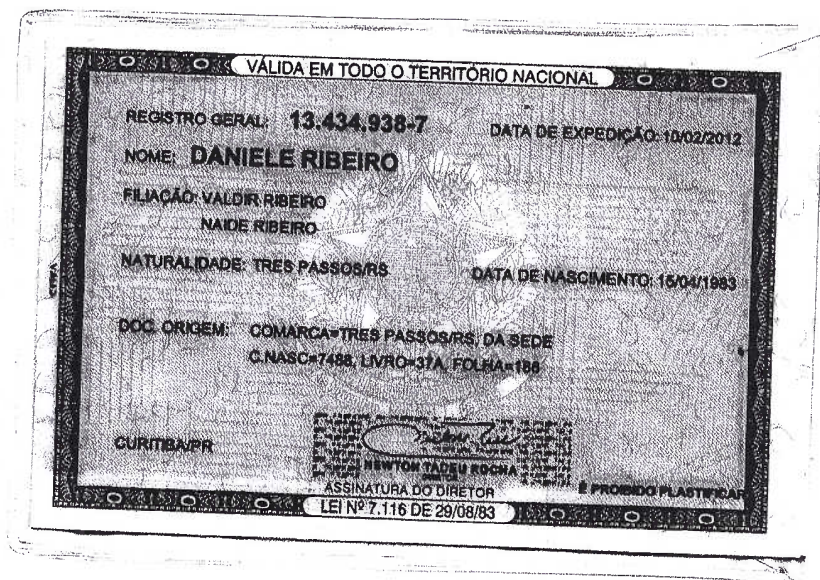 VÁLIDA EM TODO O TERRITÓRIO NACIONAL
REGISTRO GERAL: 13.434.938-7 DATA DE EXPEDIÇÃO: 10/02/2012
NOME: DANIELE RIBEIRO
FILIAÇÃO: VALDIR RIBEIRO
NAIDE RIBEIRO
NATURALIDADE: TRES PASSOS/RS DATA DE NASCIMENTO: 15/04/1983
DOC. ORIGEM: COMARCA=TRES PASSOS/RS, DA SEDE
C.NASC=7486, LIVRO=37A, FOLHA=186
CURITIBA/PR
NEWTON TADEU ROCHA
ASSINATURA DO DIRETOR
É PROIBIDO PLASTIFICAR
LEI Nº 7.116 DE 29/08/83